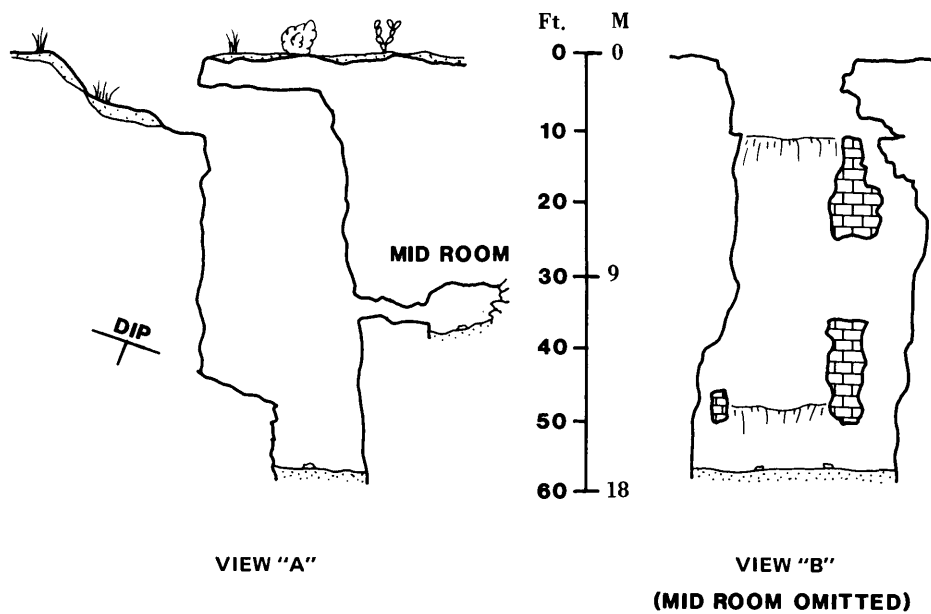 Ft. M
0 0
10
20
30 9
40
50
60 18
MID ROOM
DIP
VIEW "A"
VIEW "B"
(MID ROOM OMITTED)